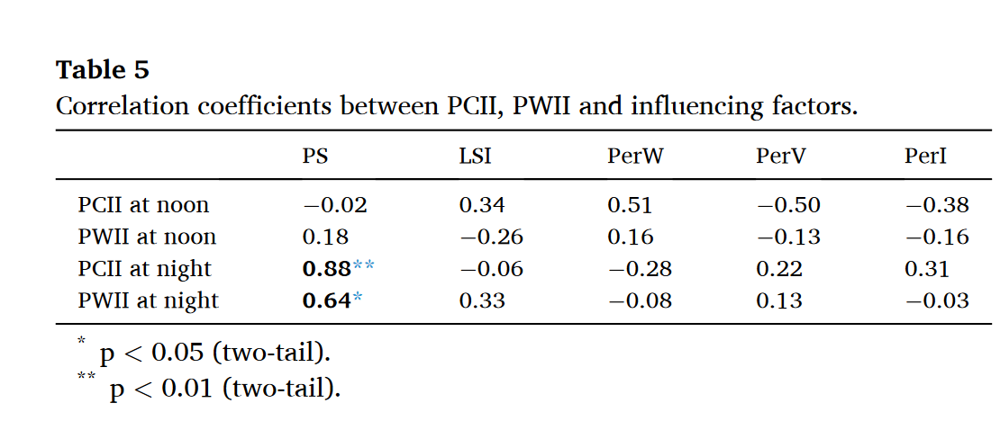 Table 5
Correlation coefficients between PCII, PWII and influencing factors.
PS LSI PerW PerV PerI
PCII at noon −0.02 0.34 0.51 −0.50 −0.38
PWII at noon 0.18 −0.26 0.16 −0.13 −0.16
PCII at night 0.88** −0.06 −0.28 0.22 0.31
PWII at night 0.64* 0.33 −0.08 0.13 −0.03
* p < 0.05 (two-tail).
** p < 0.01 (two-tail).